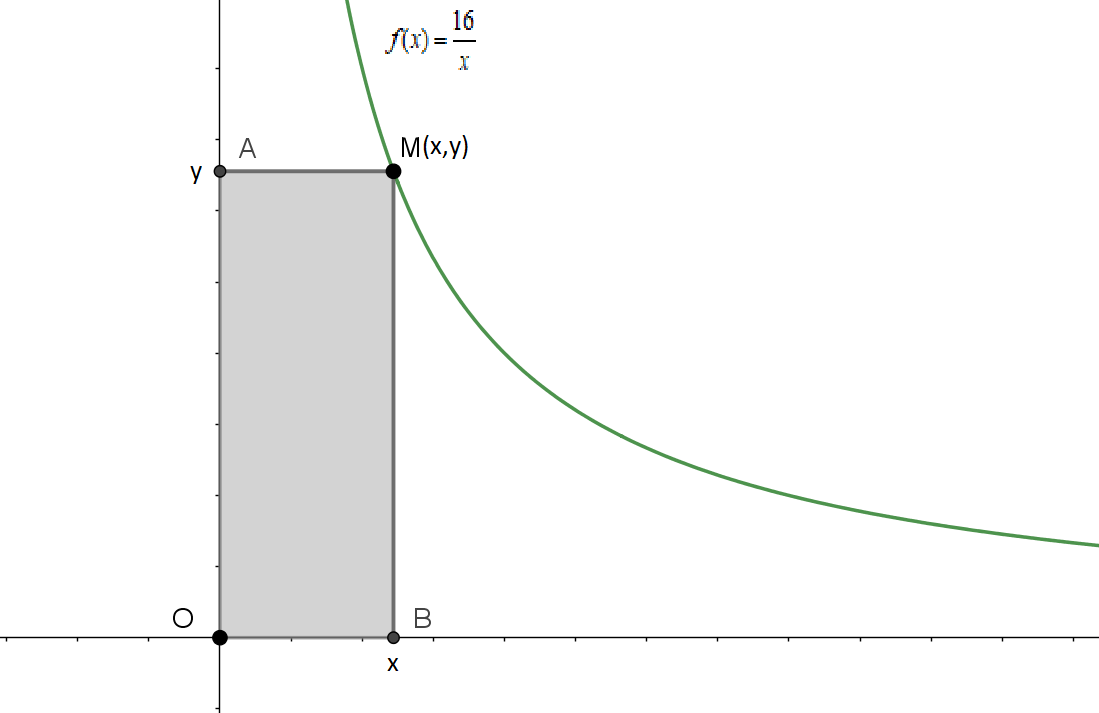 f(x) = 16/x
A
M(x,y)
y
O
B
x